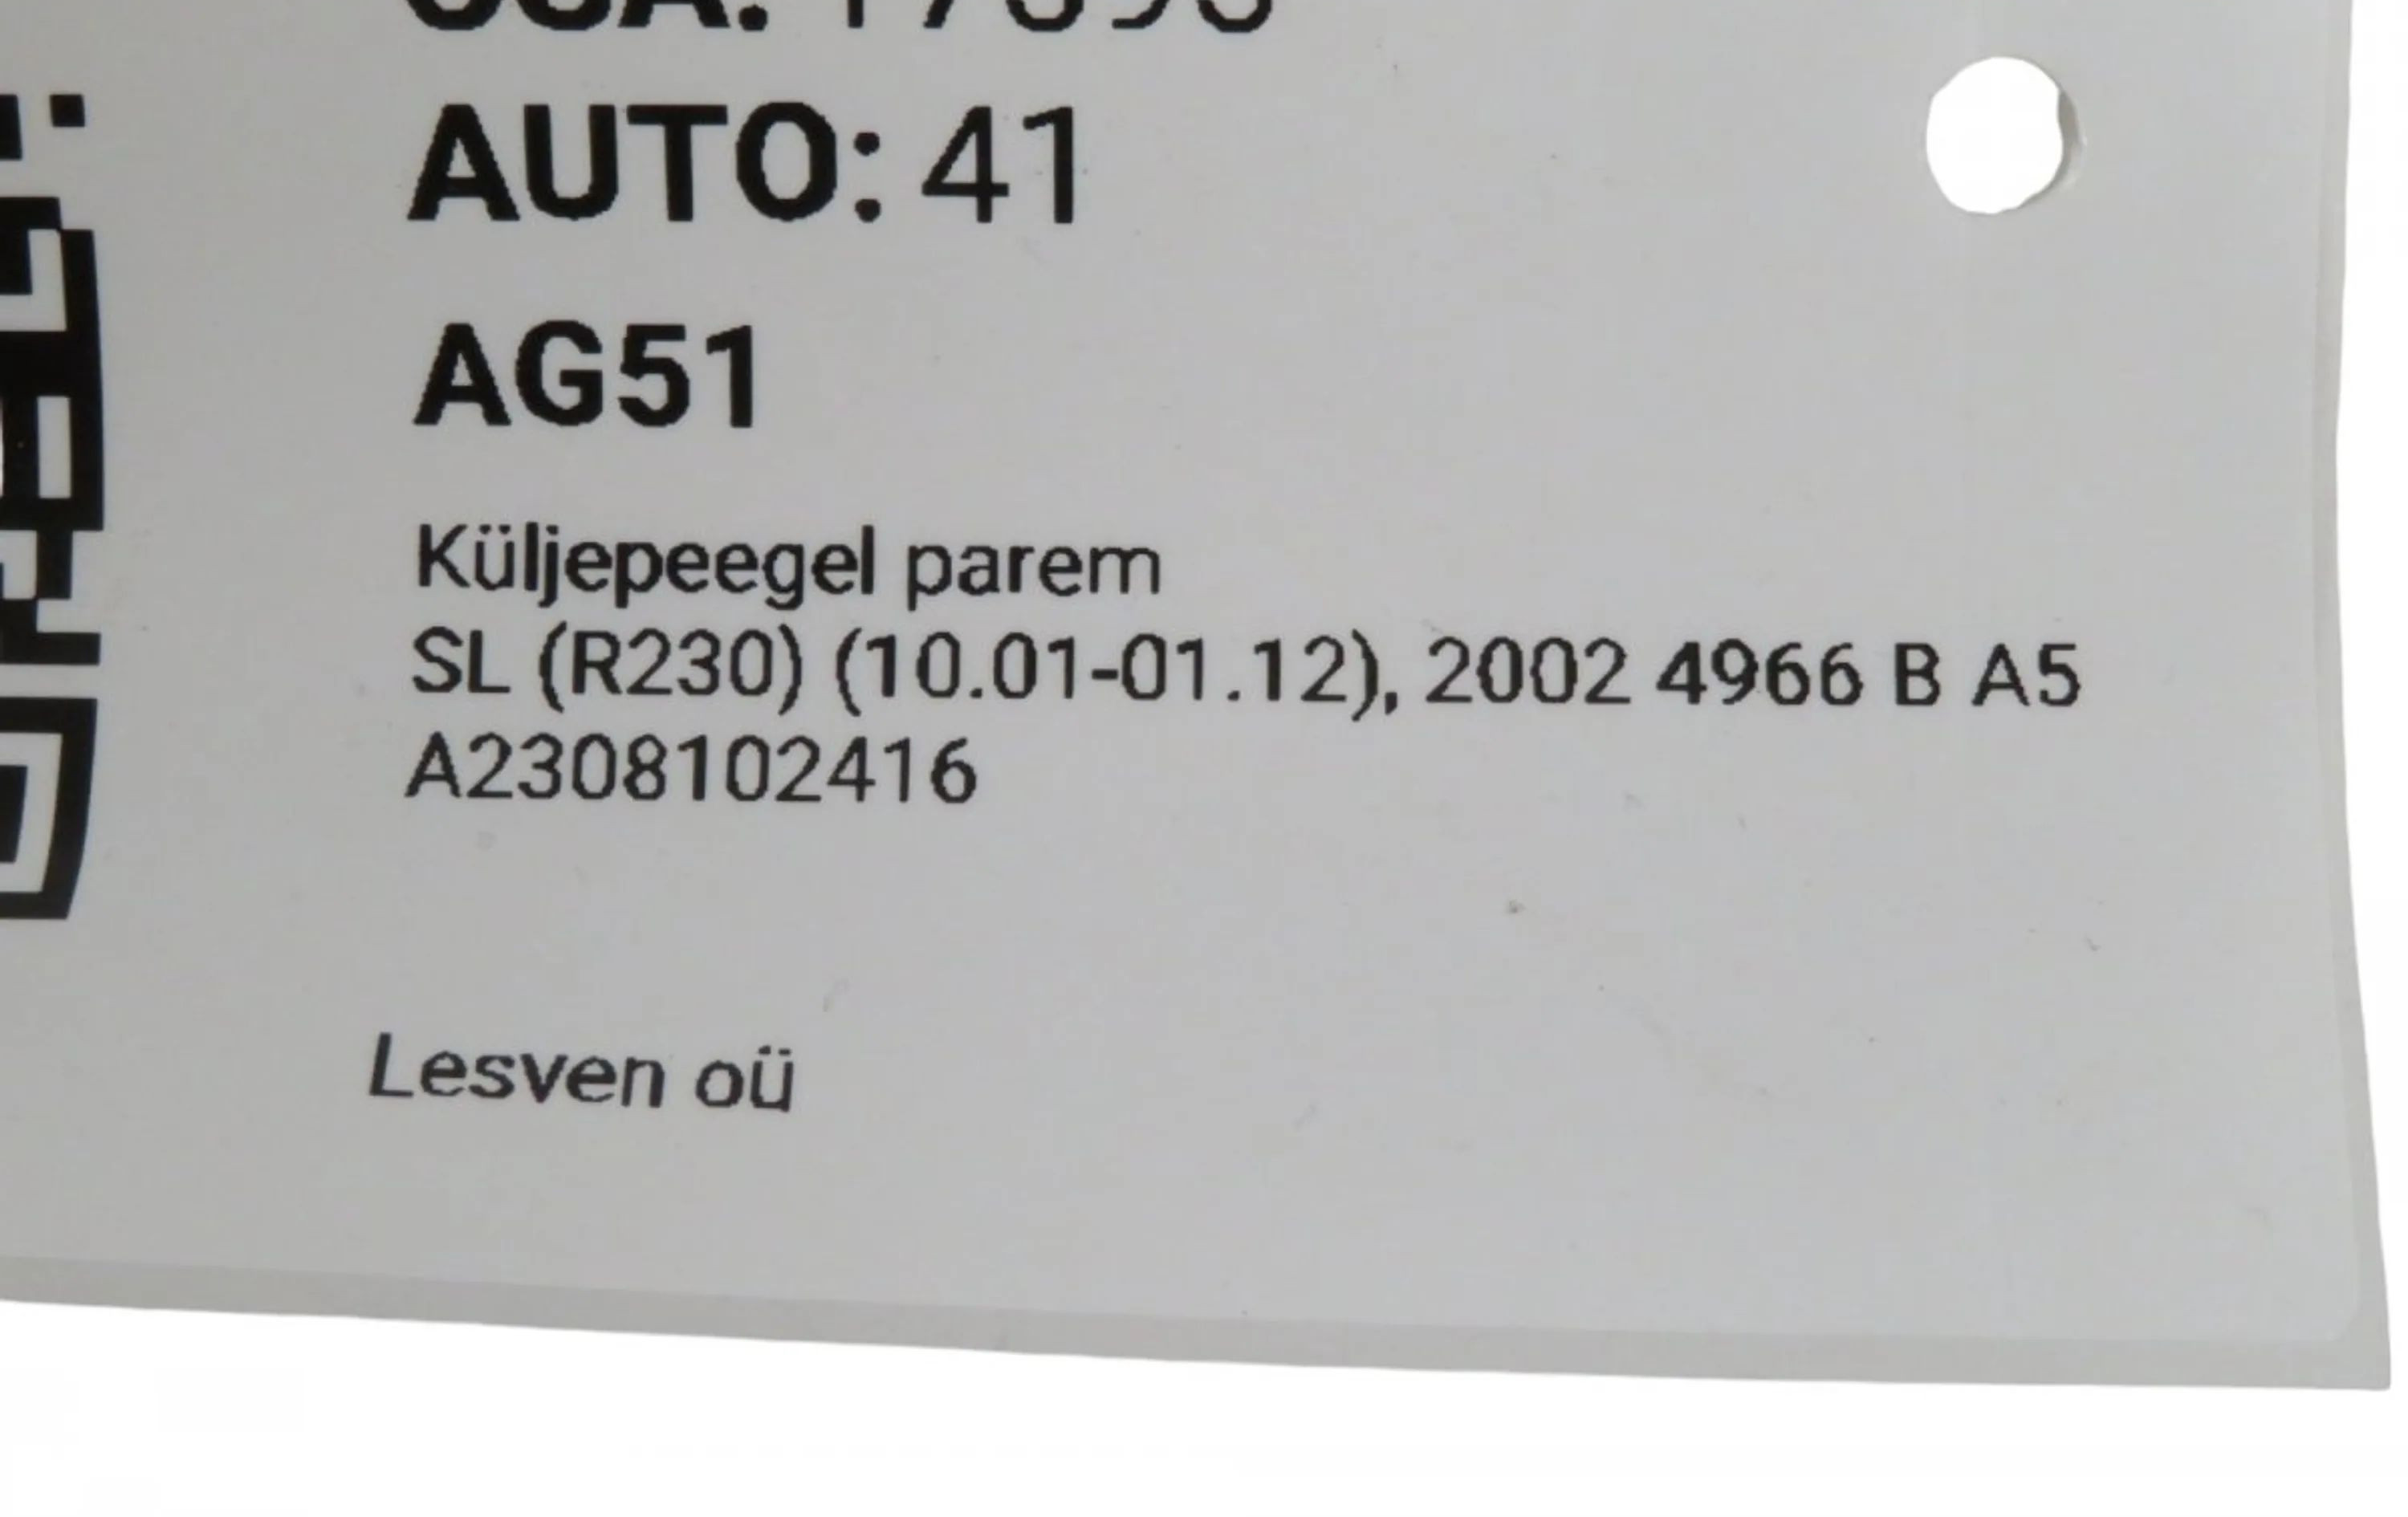 AUTO: 41
AG51
Küljepeegel parem
SL (R230) (10.01-01.12), 2002 4966 B A5
A2308102416
Lesven oü